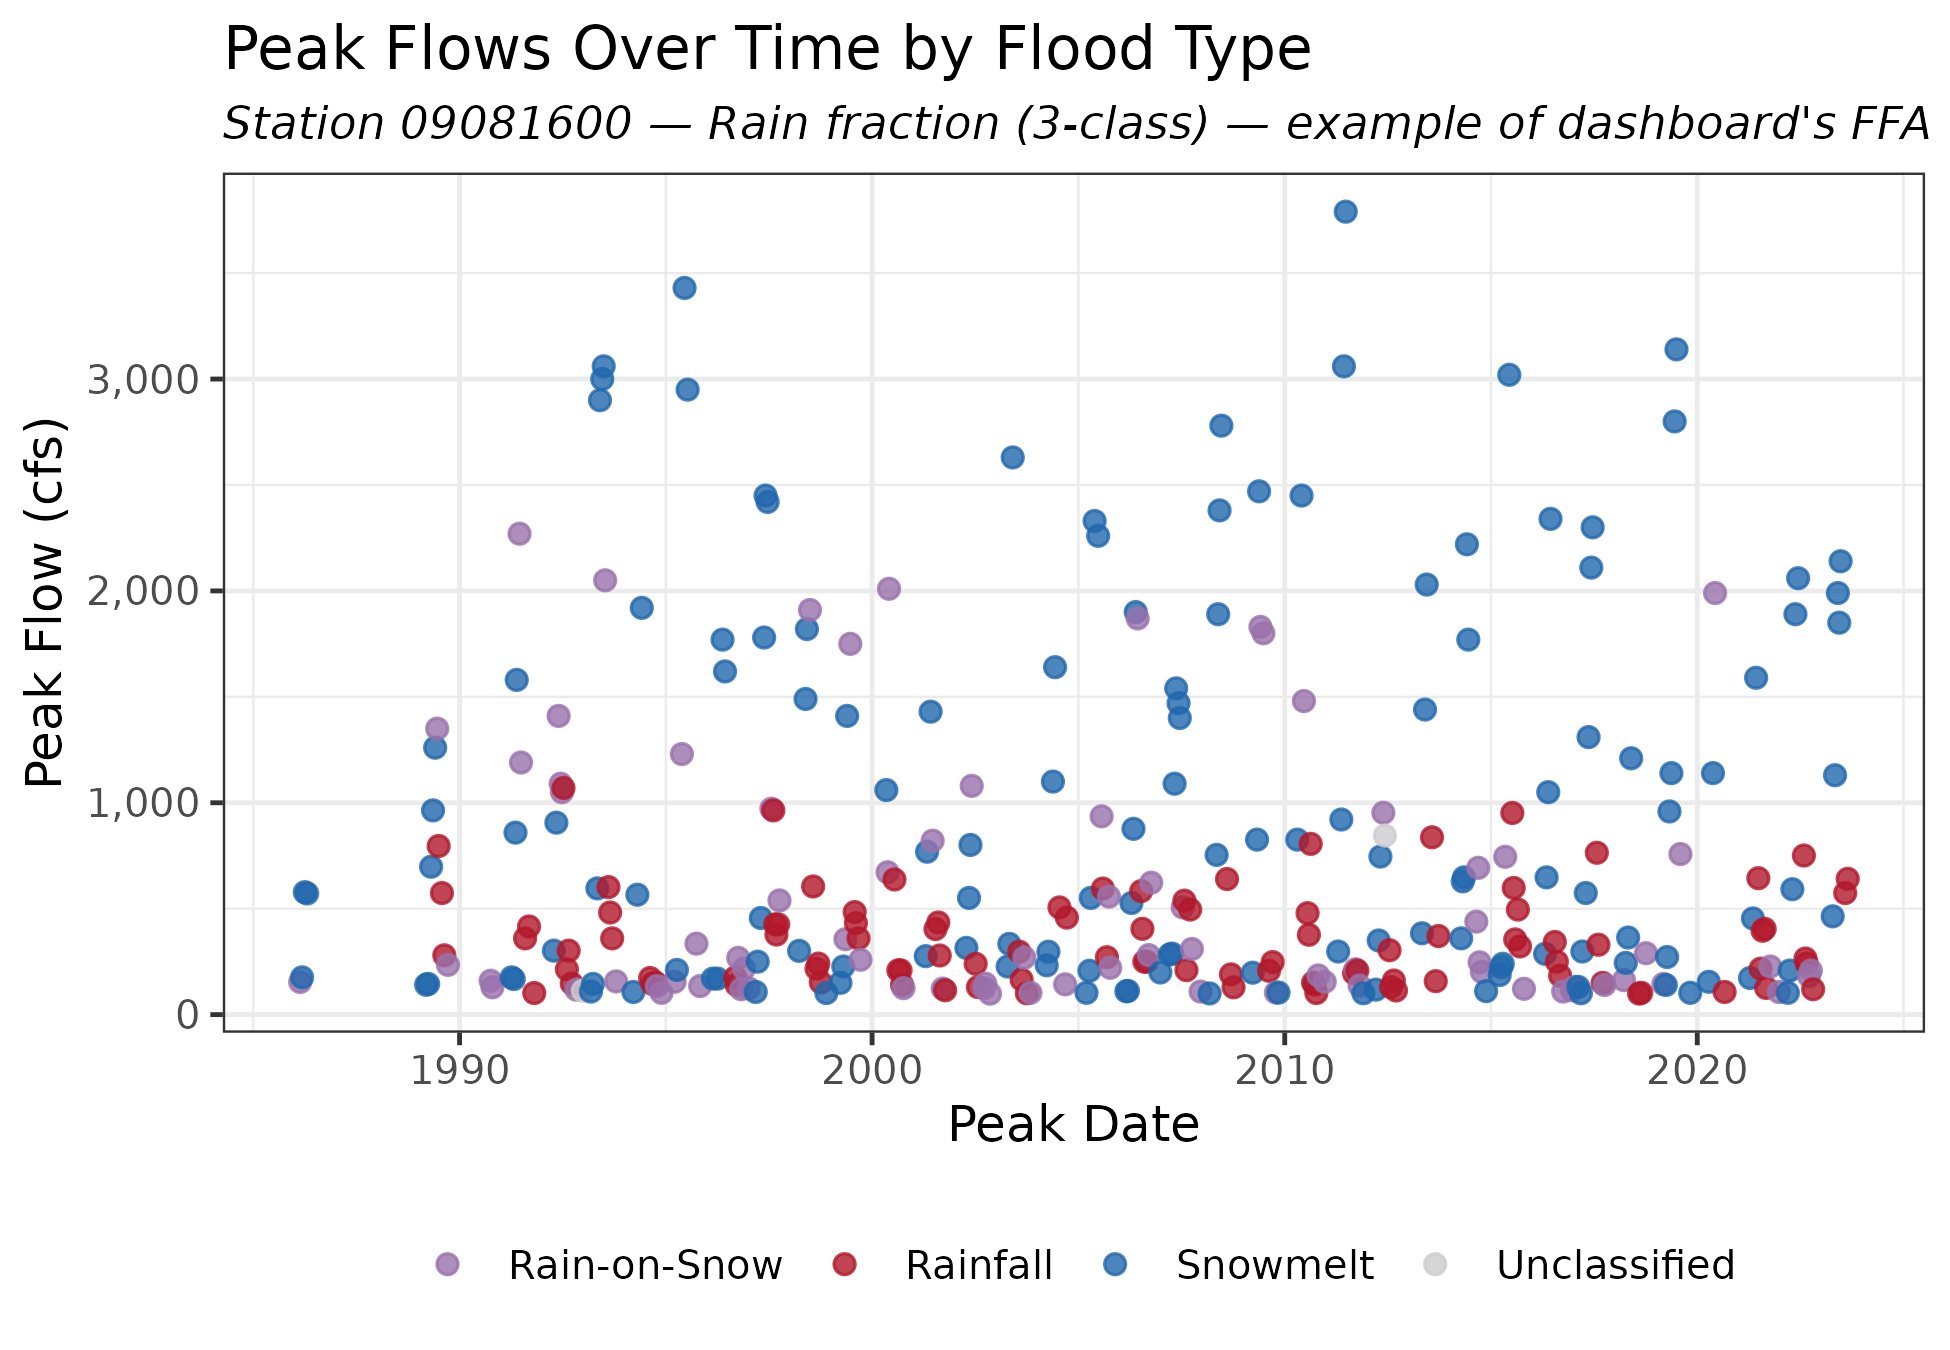 Peak Flows Over Time by Flood Type
Station 09081600 — Rain fraction (3-class) — example of dashboard's FFA
Peak Flow (cfs)
3,000
2,000
1,000
0
1990 2000 2010 2020
Peak Date
Rain-on-Snow Rainfall Snowmelt Unclassified